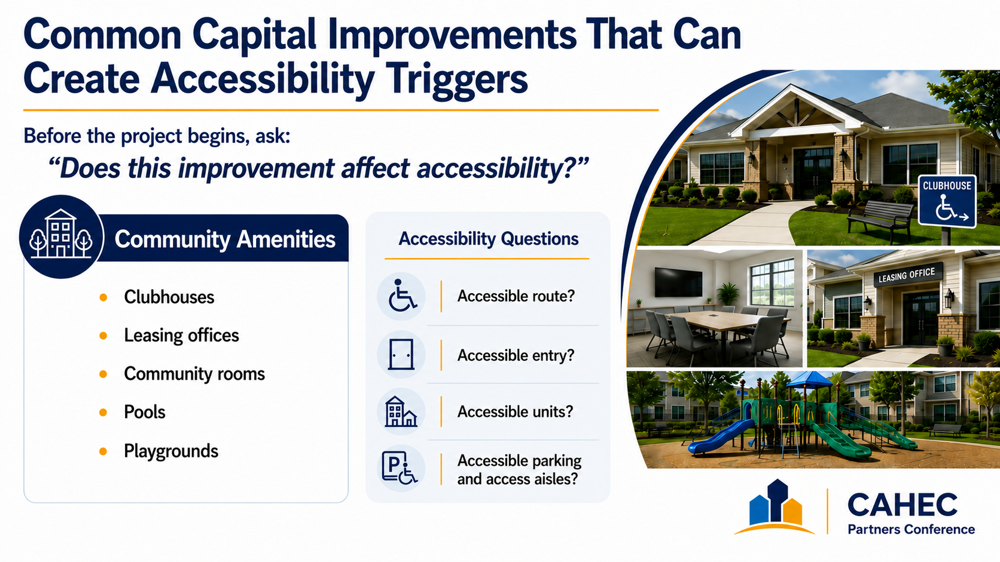 Common Capital Improvements That Can
Create Accessibility Triggers
Before the project begins, ask:
“Does this improvement affect accessibility?”
Community Amenities
Clubhouses
Leasing offices
Community rooms
Pools
Playgrounds
Accessibility Questions
Accessible route?
Accessible entry?
Accessible units?
P
Accessible parking
and access aisles?
CLUBHOUSE
LEASING OFFICE
CAHEC
Partners Conference